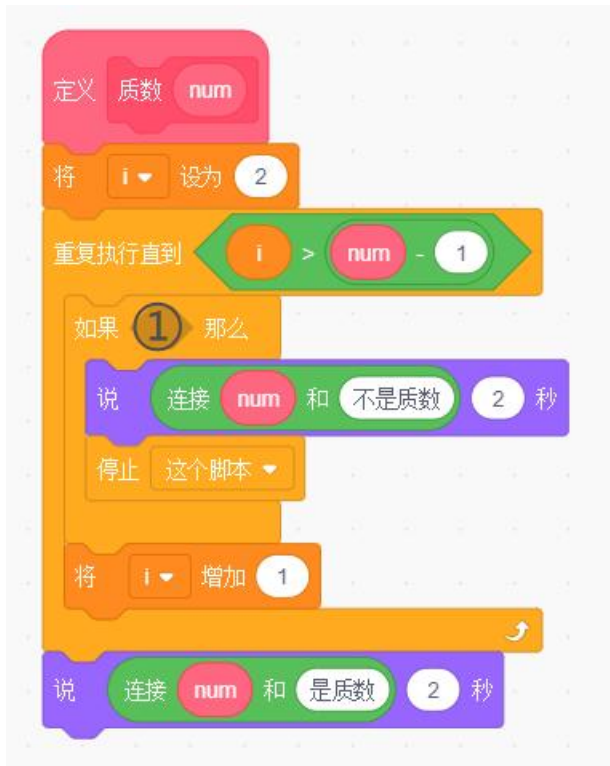 定义 质数 num
将 i 设为 2
重复执行直到 i > num - 1
如果 1 那么
说 连接 num 和 不是质数 2 秒
停止 这个脚本
将 i 增加 1
说 连接 num 和 是质数 2 秒